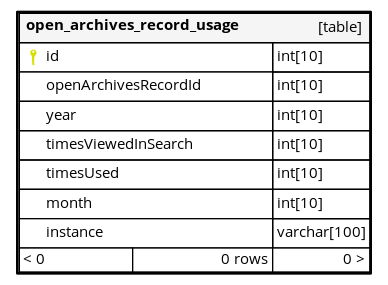 open_archives_record_usage [table]
id int[10]
openArchivesRecordId int[10]
year int[10]
timesViewedInSearch int[10]
timesUsed int[10]
month int[10]
instance varchar[100]
< 0 0 rows 0 >